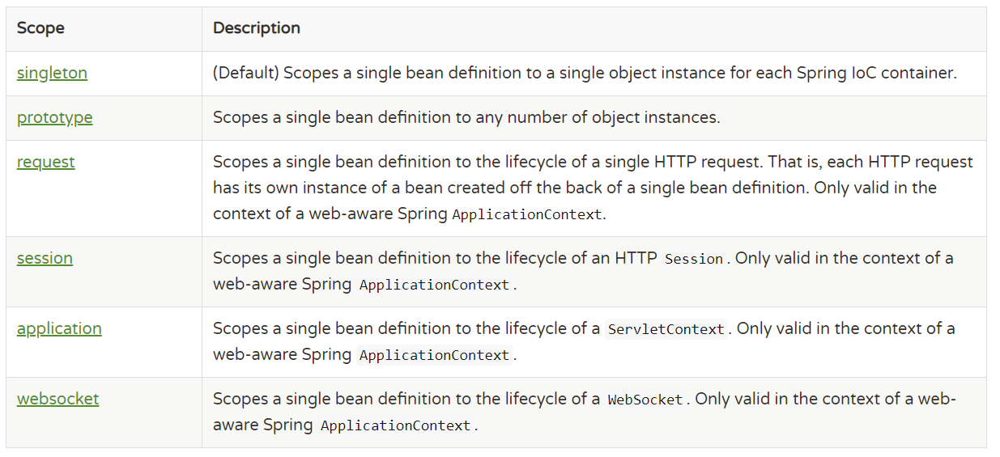 Scope Description
singleton (Default) Scopes a single bean definition to a single object instance for each Spring IoC container.
prototype Scopes a single bean definition to any number of object instances.
request Scopes a single bean definition to the lifecycle of a single HTTP request. That is, each HTTP request
has its own instance of a bean created off the back of a single bean definition. Only valid in the
context of a web-aware Spring ApplicationContext.
session Scopes a single bean definition to the lifecycle of an HTTP Session. Only valid in the context of a
web-aware Spring ApplicationContext.
application Scopes a single bean definition to the lifecycle of a ServletContext. Only valid in the context of a
web-aware Spring ApplicationContext.
websocket Scopes a single bean definition to the lifecycle of a WebSocket. Only valid in the context of a web-
aware Spring ApplicationContext.